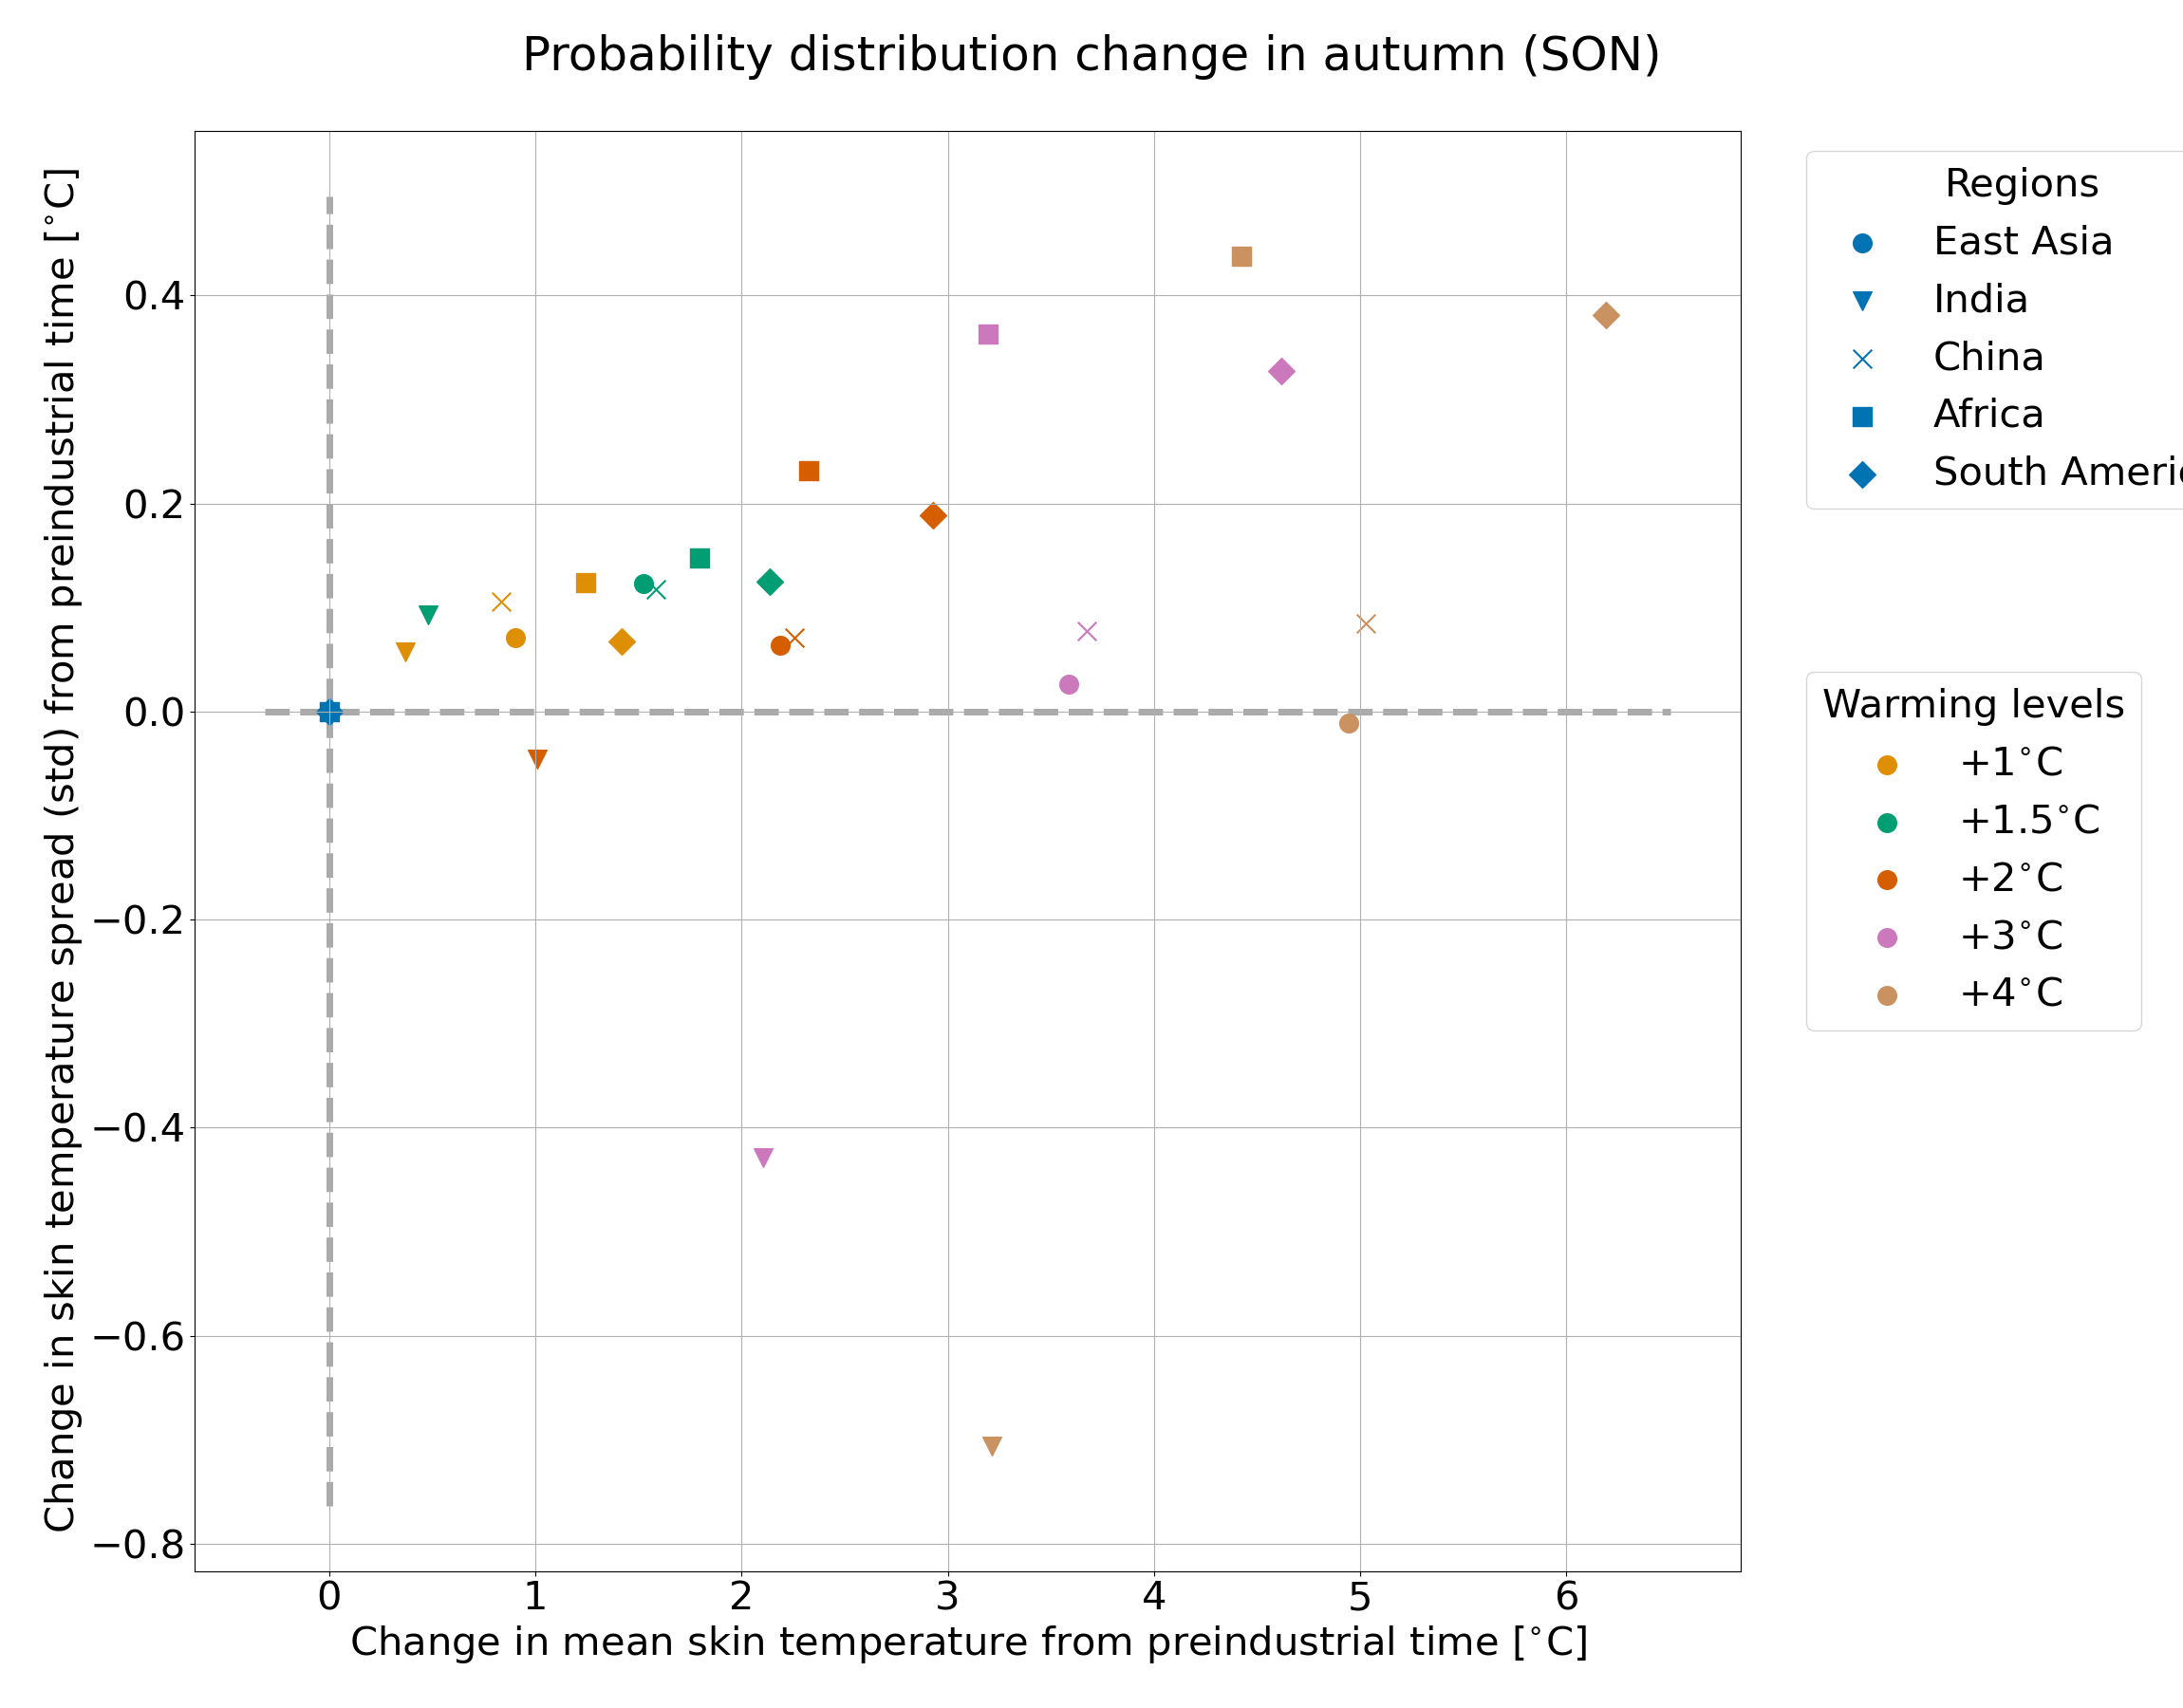 Probability distribution change in autumn (SON)
Change in skin temperature spread (std) from preindustrial time [°C]
0.4
0.2
0.0
−0.2
−0.4
−0.6
−0.8
0 1 2 3 4 5 6
Change in mean skin temperature from preindustrial time [°C]
Regions
East Asia
India
China
Africa
South Americ
Warming levels
+1°C
+1.5°C
+2°C
+3°C
+4°C